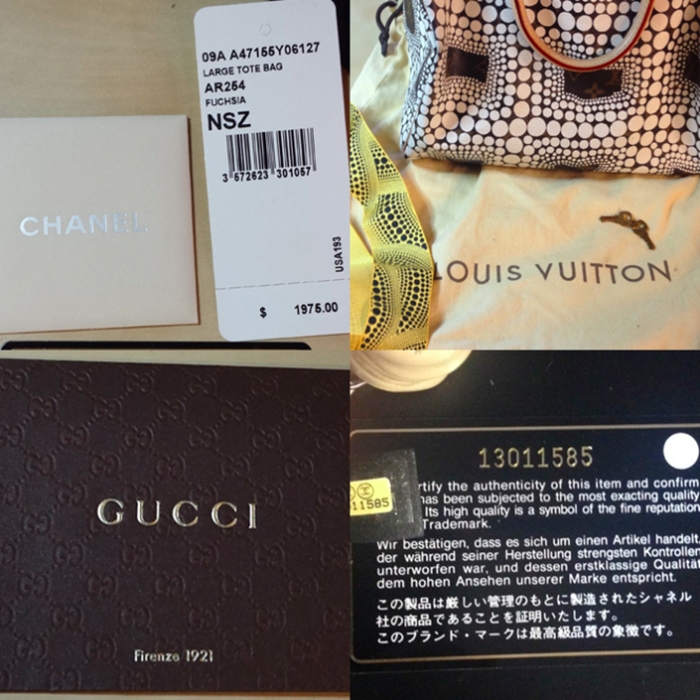 CHANEL
09A A47155Y06127
LARGE TOTE BAG
AR254
FUCHSIA
NSZ
3 572623 301057
USA193
$ 1975.00
LOUIS VUITTON
GUCCI
Firenze 1921
13011585
11585
rtify the authenticity of this item and confirm
has been subjected to the most exacting quality
Its high quality is a symbol of the fine reputation
Trademark.
Wir bestätigen, dass es sich um einen Artikel handelt,
der während seiner Herstellung strengsten Kontrollen
unterworfen war, und dessen erstklassige Qualität
dem hohen Ansehen unserer Marke entspricht.
この製品は厳しい管理のもとに製造されたシャネル
社の商品であることを証明いたします。
このブランド・マークは最高級品質の象徴です。